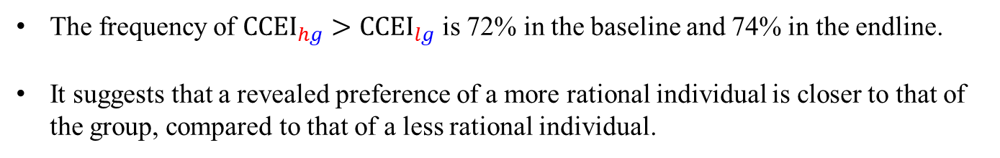 • The frequency of CCEI_hg > CCEI_lg is 72% in the baseline and 74% in the endline.
• It suggests that a revealed preference of a more rational individual is closer to that of
the group, compared to that of a less rational individual.